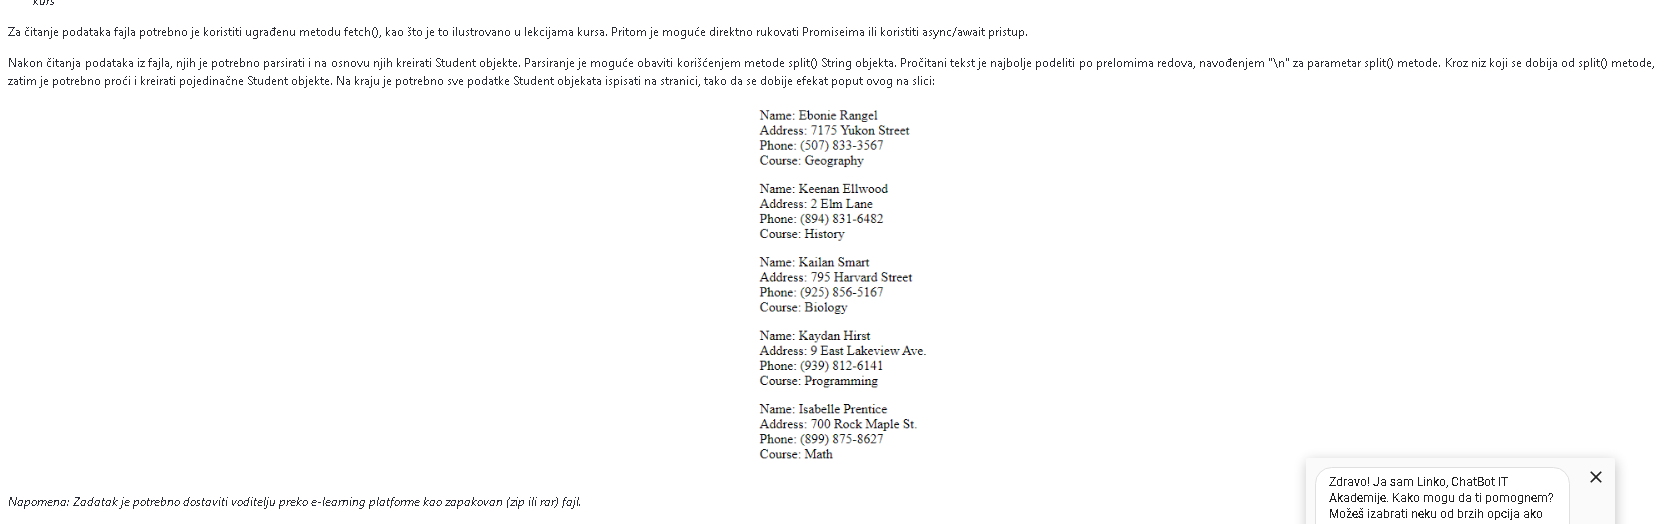 kurs
Za čitanje podataka fajla potrebno je koristiti ugrađenu metodu fetch(), kao što je to ilustrovano u lekcijama kursa. Pritom je moguće direktno rukovati Promiseima ili koristiti async/await pristup.
Nakon čitanja podataka iz fajla, njih je potrebno parsirati i na osnovu njih kreirati Student objekte. Parsiranje je moguće obaviti korišćenjem metode split() String objekta. Pročitani tekst je najbolje podeliti po prelomima redova, navođenjem "\n" za parametar split() metode. Kroz niz koji se dobija od split() metode,
zatim je potrebno proći i kreirati pojedinačne Student objekte. Na kraju je potrebno sve podatke Student objekata ispisati na stranici, tako da se dobije efekat poput ovog na slici:
Name: Ebonie Rangel
Address: 7175 Yukon Street
Phone: (507) 833-3567
Course: Geography
Name: Keenan Ellwood
Address: 2 Elm Lane
Phone: (894) 831-6482
Course: History
Name: Kailan Smart
Address: 795 Harvard Street
Phone: (925) 856-5167
Course: Biology
Name: Kaydan Hirst
Address: 9 East Lakeview Ave.
Phone: (939) 812-6141
Course: Programming
Name: Isabelle Prentice
Address: 700 Rock Maple St.
Phone: (899) 875-8627
Course: Math
Napomena: Zadatak je potrebno dostaviti voditelju preko e-learning platforme kao zapakovan (zip ili rar) fajl.
Zdravo! Ja sam Linko, ChatBot IT
Akademije. Kako mogu da ti pomognem?
Možeš izabrati neku od brzih opcija ako